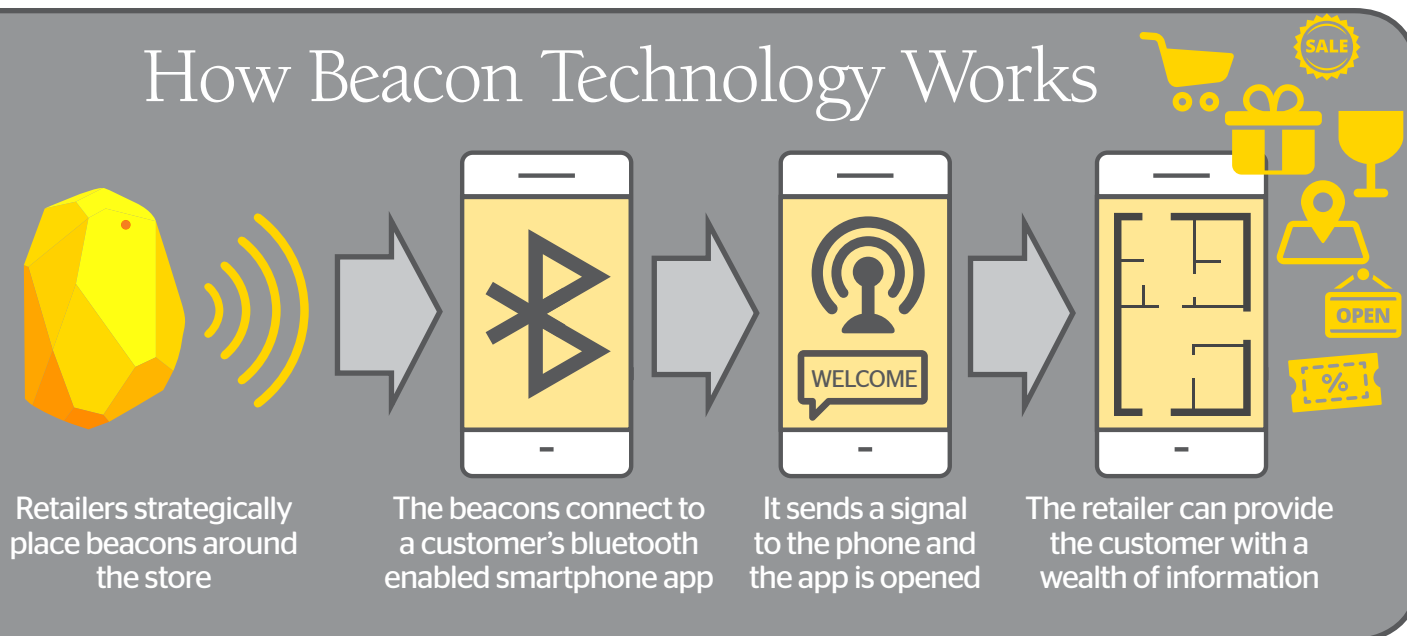 How Beacon Technology Works
SALE
WELCOME
OPEN
%
Retailers strategically
place beacons around
the store
The beacons connect to
a customer’s bluetooth
enabled smartphone app
It sends a signal
to the phone and
the app is opened
The retailer can provide
the customer with a
wealth of information